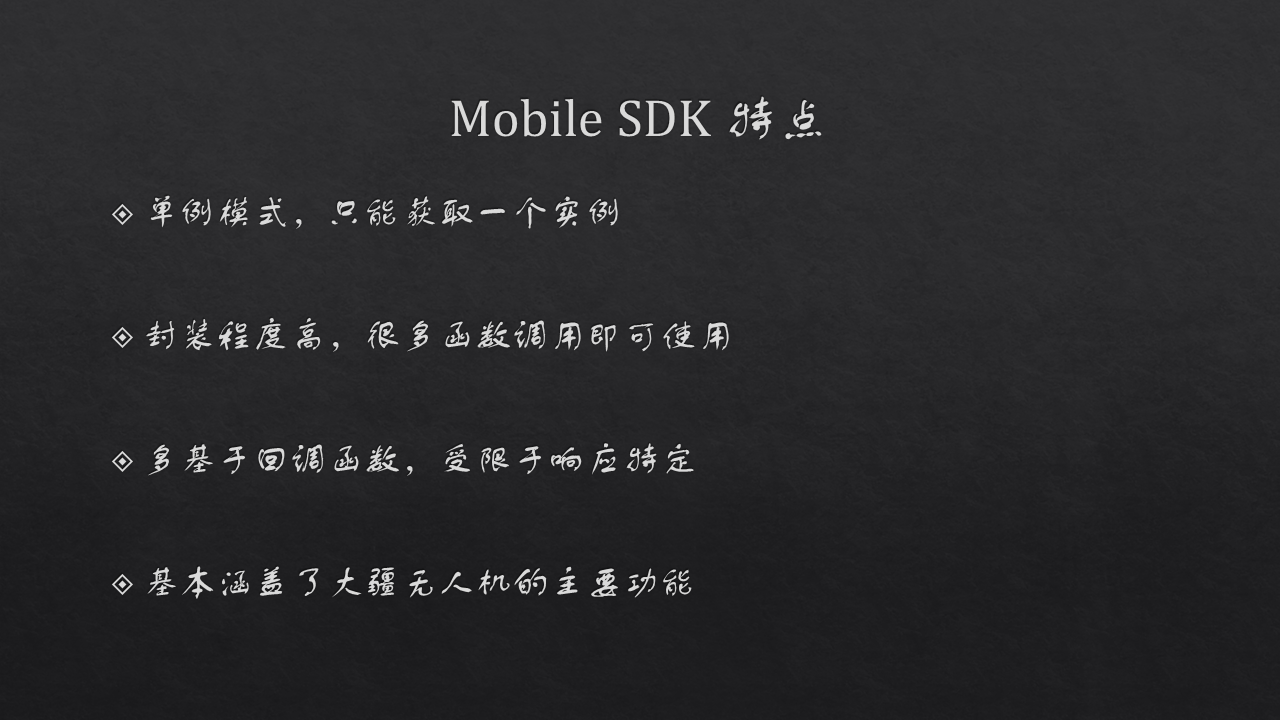 Mobile SDK 特点
单例模式，只能获取一个实例
封装程度高，很多函数调用即可使用
多基于回调函数，受限于响应特定
基本涵盖了大疆无人机的主要功能